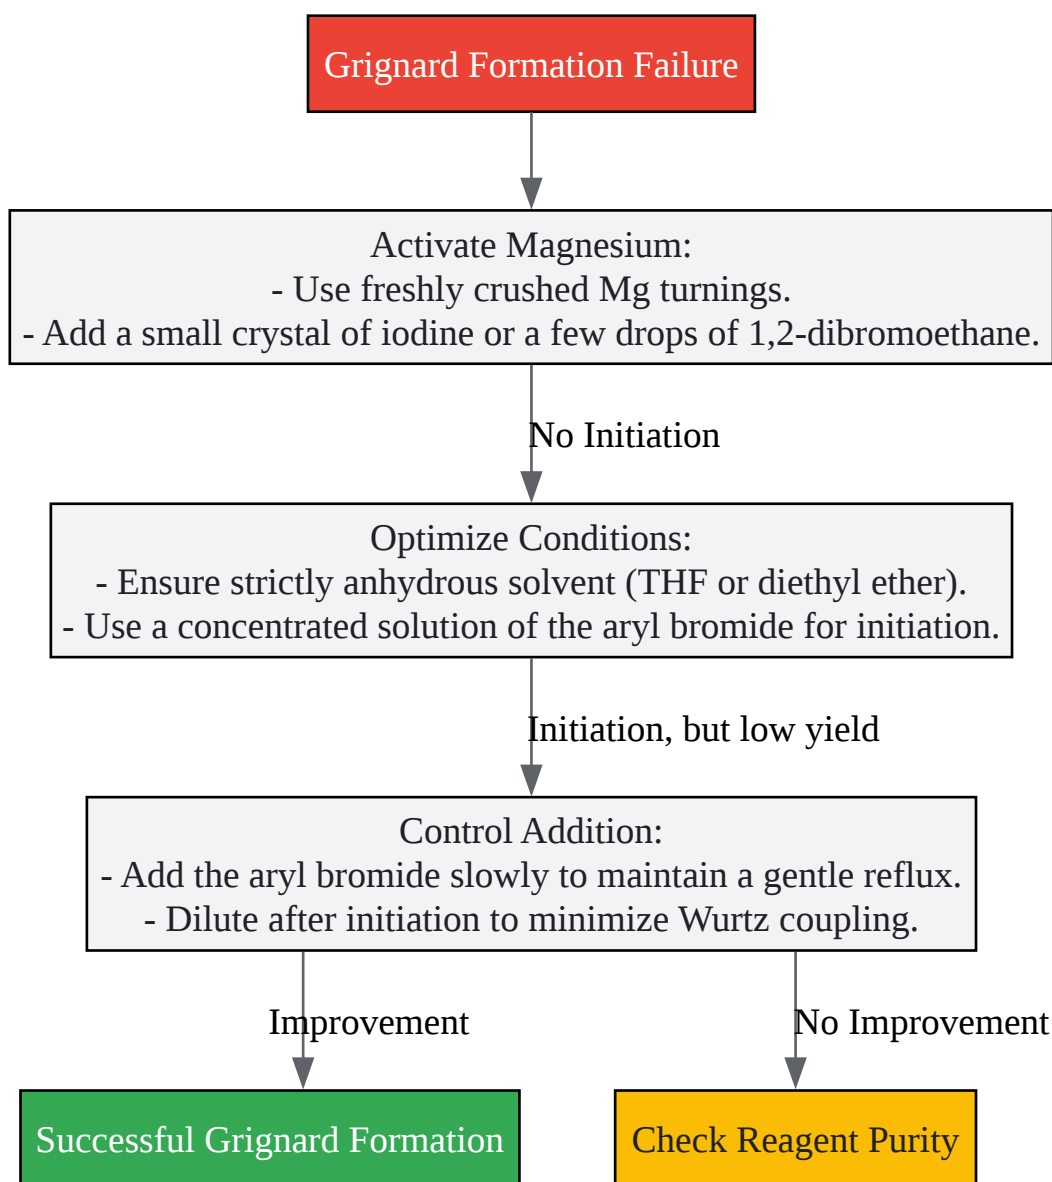 Grignard Formation Failure
Activate Magnesium:
- Use freshly crushed Mg turnings.
- Add a small crystal of iodine or a few drops of 1,2-dibromoethane.
No Initiation
Optimize Conditions:
- Ensure strictly anhydrous solvent (THF or diethyl ether).
- Use a concentrated solution of the aryl bromide for initiation.
Initiation, but low yield
Control Addition:
- Add the aryl bromide slowly to maintain a gentle reflux.
- Dilute after initiation to minimize Wurtz coupling.
Improvement
No Improvement
Successful Grignard Formation
Check Reagent Purity